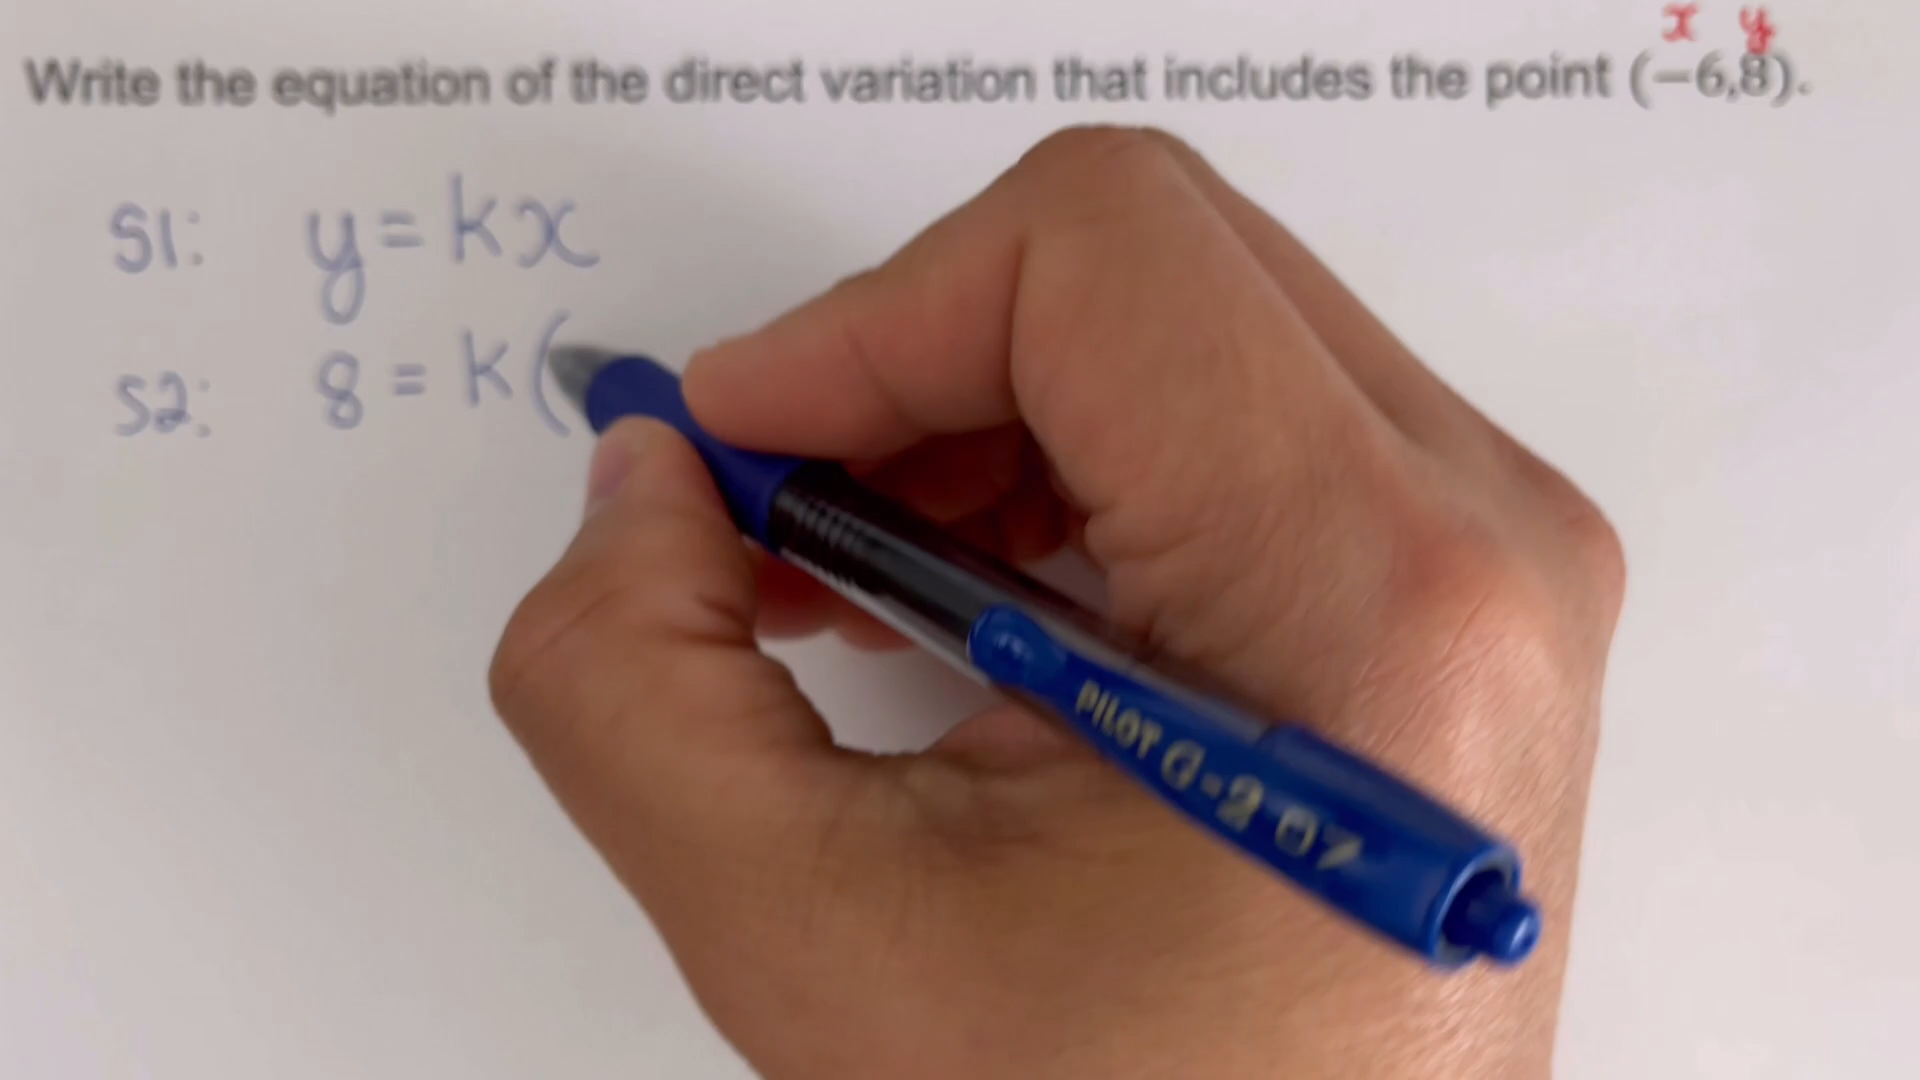 x y
Write the equation of the direct variation that includes the point (−6,8).
S1: y = kx
S2: 8 = k(
PILOT G-2 07